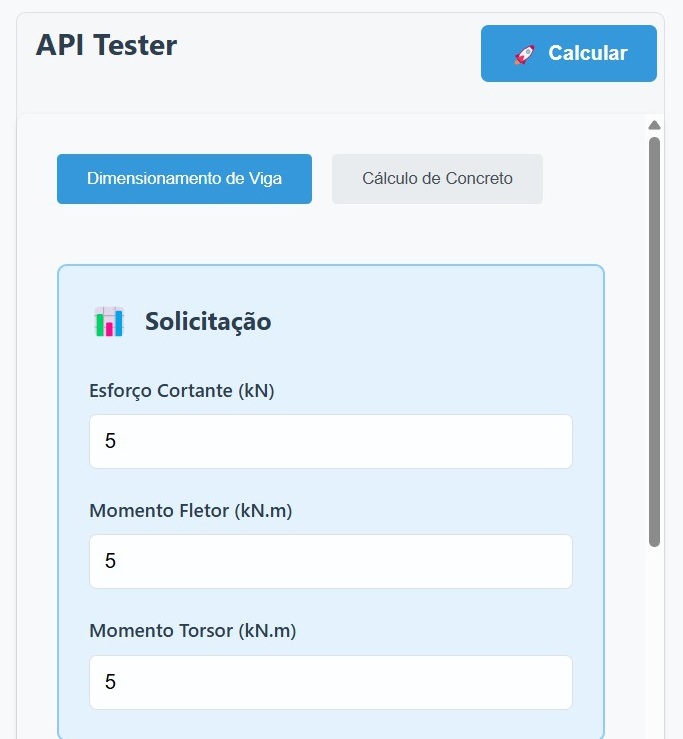 API Tester
🚀 Calcular
Dimensionamento de Viga
Cálculo de Concreto
📊 Solicitação
Esforço Cortante (kN)
5
Momento Fletor (kN.m)
5
Momento Torsor (kN.m)
5